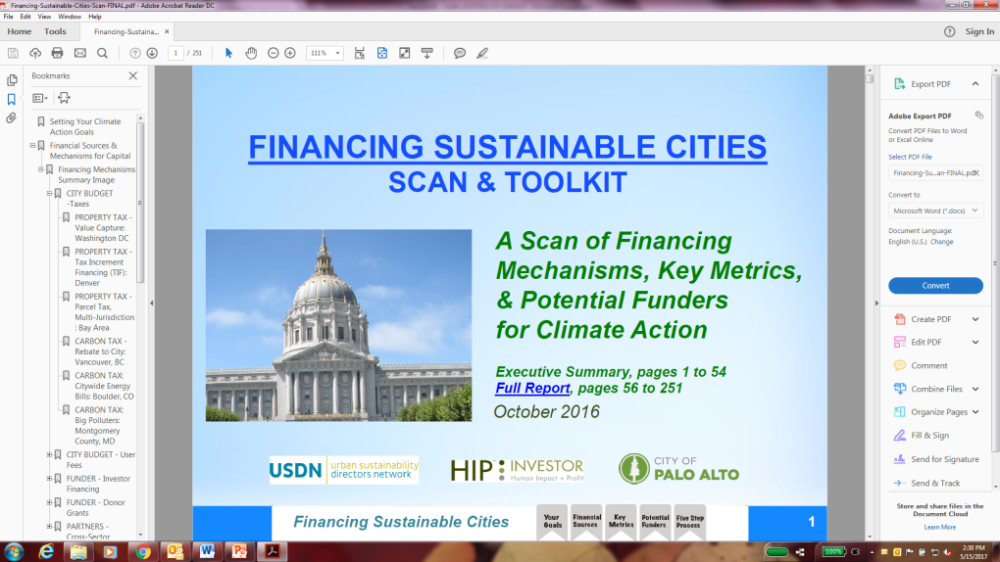 Financing-Sustainable-Cities-Scan-FINAL.pdf - Adobe Acrobat Reader DC
File Edit View Window Help
Home Tools Financing-Sustaina... ×
Sign In
1 / 251
111%
Bookmarks
Setting Your Climate
Action Goals
Financial Sources &
Mechanisms for Capital
Financing Mechanisms
Summary Image
CITY BUDGET
-Taxes
PROPERTY TAX -
Value Capture:
Washington DC
PROPERTY TAX -
Tax Increment
Financing (TIF):
Denver
PROPERTY TAX -
Parcel Tax,
Multi-Jurisdiction
: Bay Area
CARBON TAX -
Rebate to City:
Vancouver, BC
CARBON TAX:
Citywide Energy
Bills: Boulder, CO
CARBON TAX:
Big Polluters:
Montgomery
County, MD
CITY BUDGET - User
Fees
FUNDER - Investor
Financing
FUNDER - Donor
Grants
PARTNERS -
Cross-Sector
FINANCING SUSTAINABLE CITIES
SCAN & TOOLKIT
A Scan of Financing
Mechanisms, Key Metrics,
& Potential Funders
for Climate Action
Executive Summary, pages 1 to 54
Full Report, pages 56 to 251
October 2016
USDN urban sustainability
directors network
HIP INVESTOR
Human Impact + Profit
CITY OF
PALO ALTO
Financing Sustainable Cities
Your
Goals
Financial
Sources
Key
Metrics
Potential
Funders
Five Step
Process
1
Export PDF
Adobe Export PDF
Convert PDF Files to Word
or Excel Online
Select PDF File
Financing-Su...an-FINAL.pdf
Convert to
Microsoft Word (*.docx)
Document Language:
English (U.S.) Change
Convert
Create PDF
Edit PDF
Comment
Combine Files
Organize Pages
Fill & Sign
Send for Signature
Send & Track
Store and share files in the
Document Cloud
Learn More
100%
2:30 PM
5/15/2017